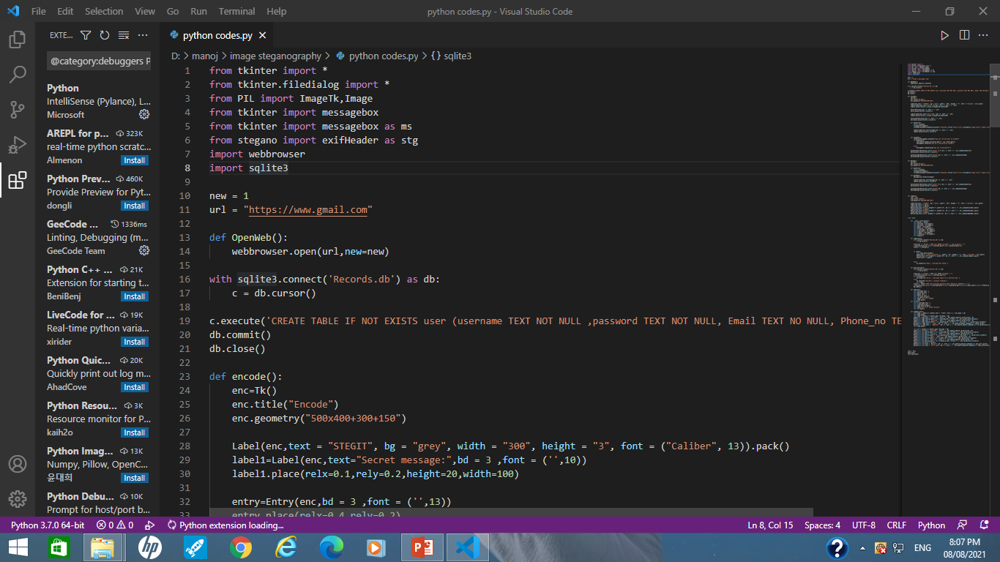 File Edit Selection View Go Run Terminal Help
python codes.py - Visual Studio Code
EXTE...
@category:debuggers P
Python
IntelliSense (Pylance), L...
Microsoft
AREPL for p... 323K
real-time python scratc...
Almenon Install
Python Prev... 460K
Provide Preview for Pyt...
dongli Install
GeeCode ... 1336ms
Linting, Debugging (m...
GeeCode Team
Python C++ ... 21K
Extension for starting t...
BeniBenj Install
LiveCode for ... 19K
Real-time python varia...
xirider Install
Python Quic... 20K
Quickly print out log m...
AhadCove Install
Python Resou... 3K
Resource monitor for P...
kaih2o Install
Python Imag... 13K
Numpy, Pillow, OpenC...
윤대희 Install
Python Debu... 10K
Prompt for host/port b...
python codes.py
D: > manoj > image steganography > python codes.py > {} sqlite3
1 from tkinter import *
2 from tkinter.filedialog import *
3 from PIL import ImageTk,Image
4 from tkinter import messagebox
5 from tkinter import messagebox as ms
6 from stegano import exifHeader as stg
7 import webbrowser
8 import sqlite3
9
10 new = 1
11 url = "https://www.gmail.com"
12
13 def OpenWeb():
14 webbrowser.open(url,new=new)
15
16 with sqlite3.connect('Records.db') as db:
17 c = db.cursor()
18
19 c.execute('CREATE TABLE IF NOT EXISTS user (username TEXT NOT NULL ,password TEXT NOT NULL, Email TEXT NO NULL, Phone_no TE
20 db.commit()
21 db.close()
22
23 def encode():
24 enc=Tk()
25 enc.title("Encode")
26 enc.geometry("500x400+300+150")
27
28 Label(enc,text = "STEGIT", bg = "grey", width = "300", height = "3", font = ("Caliber", 13)).pack()
29 label1=Label(enc,text="Secret message:",bd = 3 ,font = ('',10))
30 label1.place(relx=0.1,rely=0.2,height=20,width=100)
31
32 entry=Entry(enc,bd = 3 ,font = ('',13))
33 entry.place(relx=0.4,rely=0.2)
Python 3.7.0 64-bit 0 0 Python extension loading... Ln 8, Col 15 Spaces: 4 UTF-8 CRLF Python
ENG
8:07 PM
08/08/2021